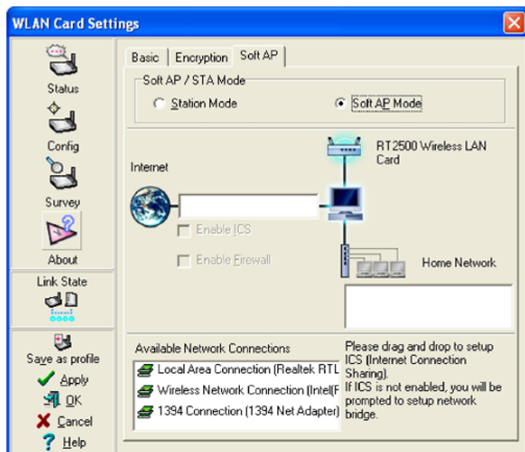 WLAN Card Settings
Status
Config
Survey
About
Link State
Save as profile
Apply
OK
Cancel
Help
Basic
Encryption
Soft AP
Soft AP / STA Mode
Station Mode
Soft AP Mode
RT2500 Wireless LAN
Card
Internet
Enable ICS
Enable Firewall
Home Network
Available Network Connections
Local Area Connection (Realtek RTL
Wireless Network Connection (Intel(
1394 Connection (1394 Net Adapter)
Please drag and drop to setup
ICS (Internet Connection
Sharing).
If ICS is not enabled, you will be
prompted to setup network
bridge.